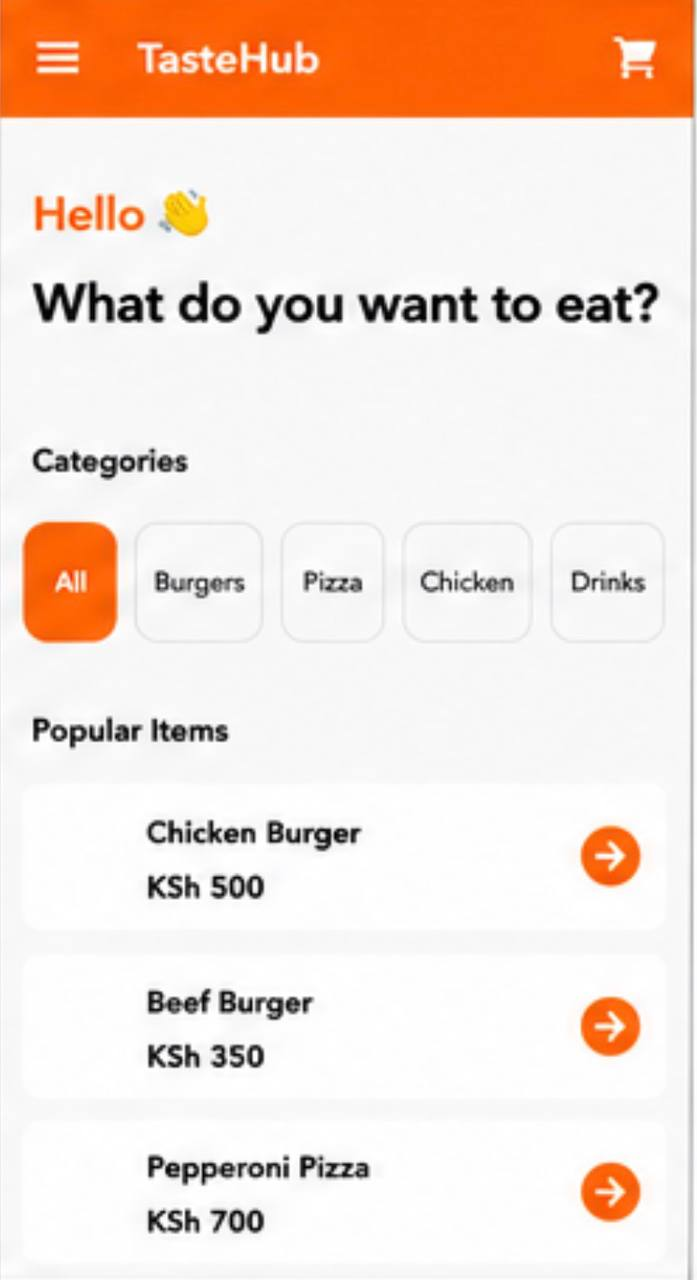 TasteHub
Hello 👋
What do you want to eat?
Categories
All Burgers Pizza Chicken Drinks
Popular Items
Chicken Burger
KSh 500
Beef Burger
KSh 350
Pepperoni Pizza
KSh 700